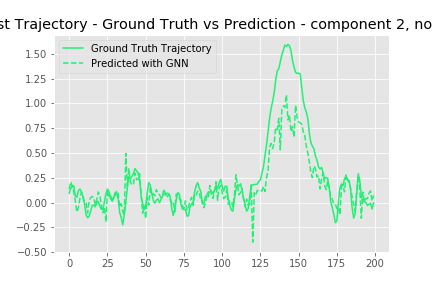 st Trajectory - Ground Truth vs Prediction - component 2, no
Ground Truth Trajectory
Predicted with GNN
1.50
1.25
1.00
0.75
0.50
0.25
0.00
−0.25
−0.50
0 25 50 75 100 125 150 175 200